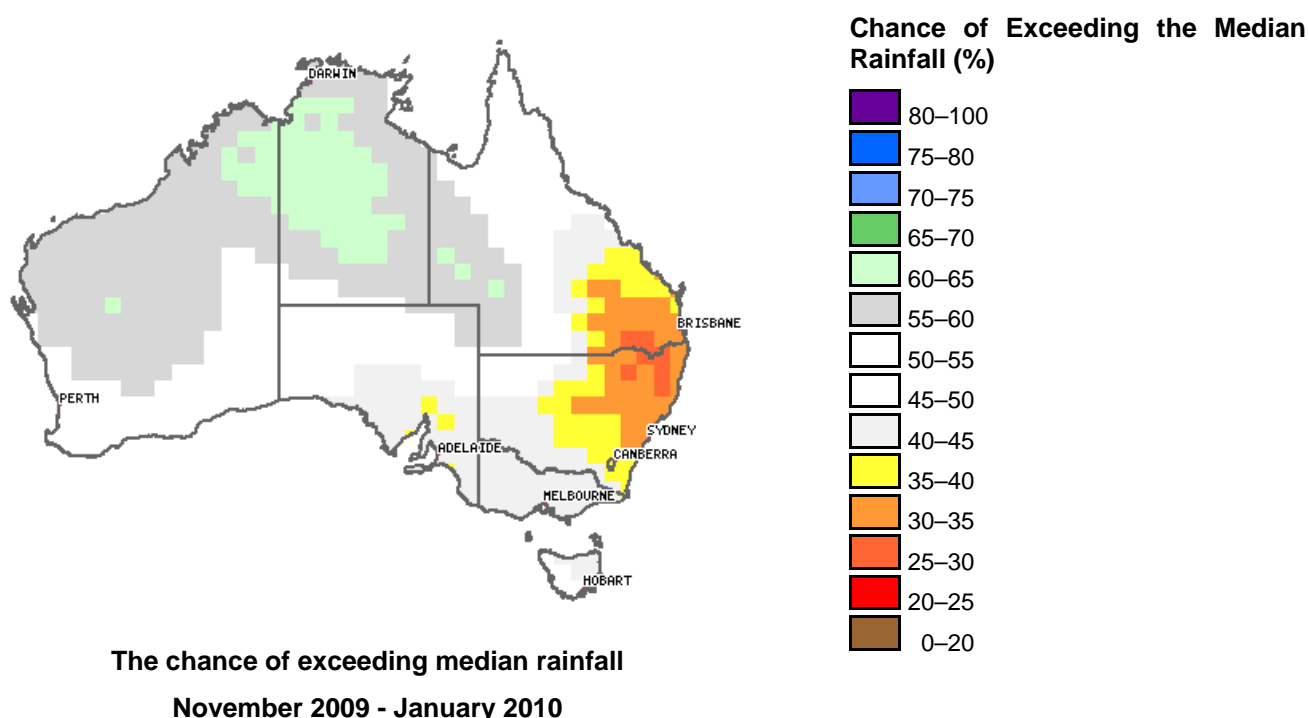 Chance of Exceeding the Median
Rainfall (%)
80–100
75–80
70–75
65–70
60–65
55–60
50–55
45–50
40–45
35–40
30–35
25–30
20–25
0–20
DARWIN
BRISBANE
PERTH
SYDNEY
ADELAIDE
CANBERRA
MELBOURNE
HOBART
The chance of exceeding median rainfall
November 2009 - January 2010